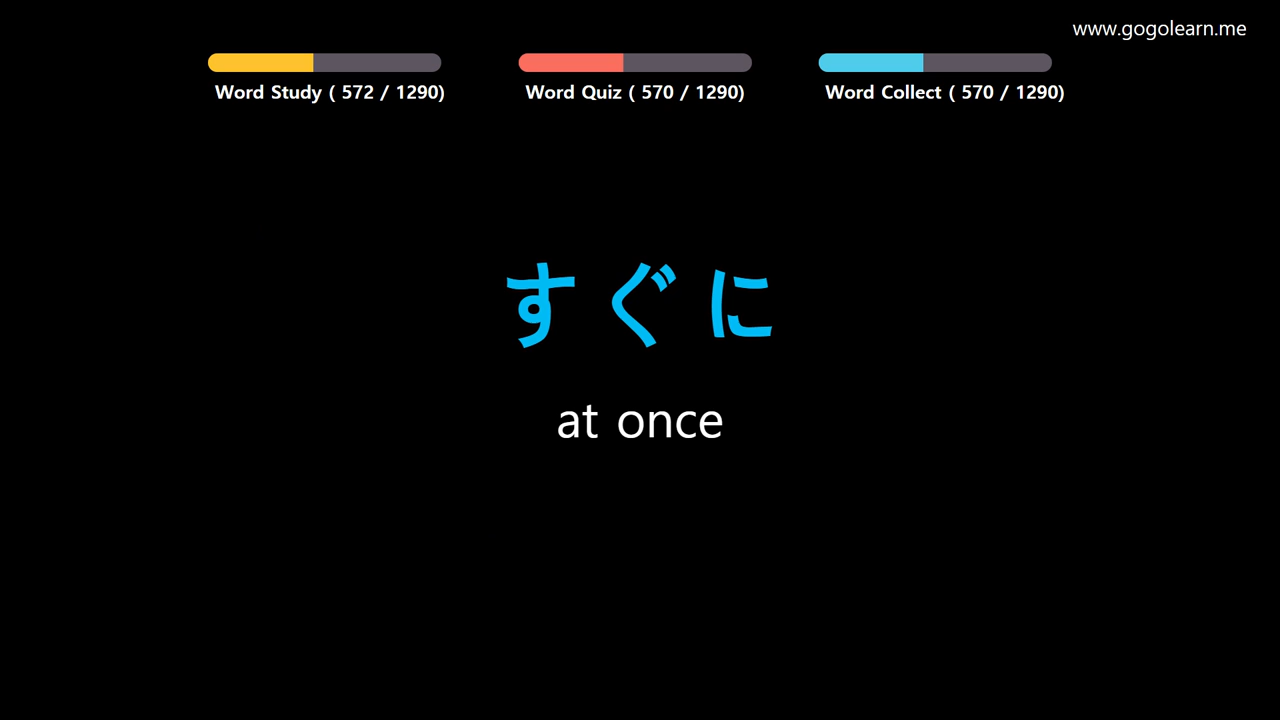 www.gogolearn.me
Word Study ( 572 / 1290)
Word Quiz ( 570 / 1290)
Word Collect ( 570 / 1290)
すぐに
at once